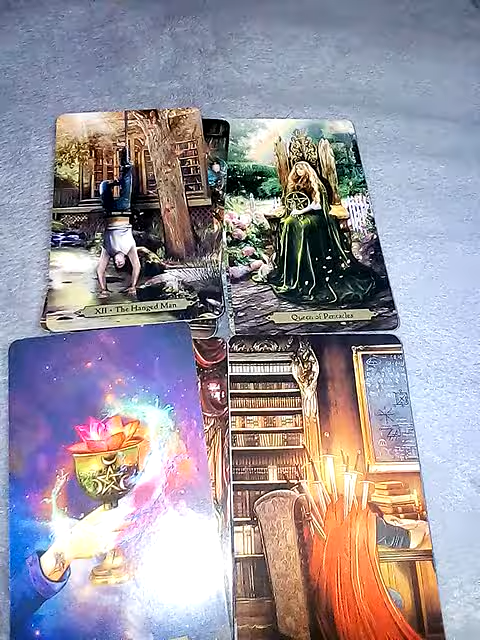 XII • The Hanged Man
Queen of Pentacles